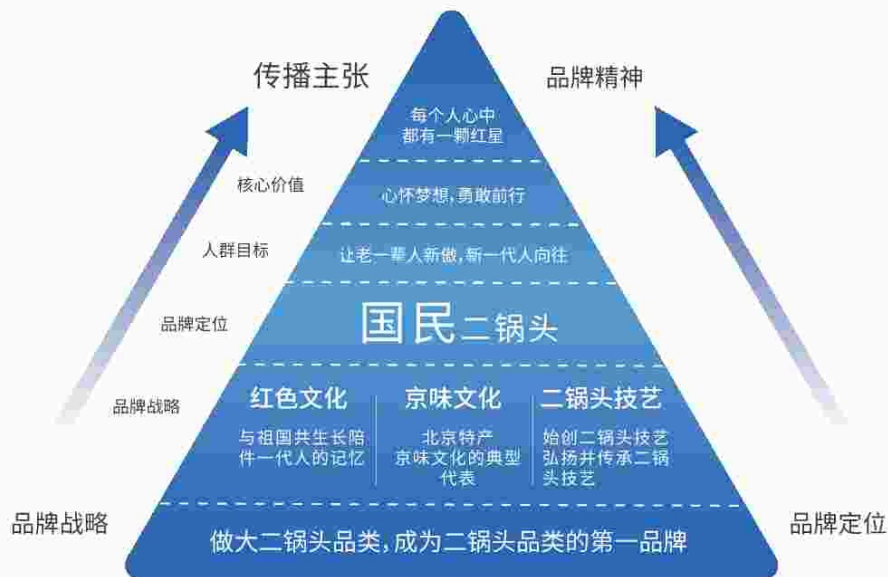 传播主张
品牌精神
每个人心中
都有一颗红星
核心价值
心怀梦想,勇敢前行
人群目标
让老一辈人新傲,新一代人向往
品牌定位
国民二锅头
品牌战略
红色文化
京味文化
二锅头技艺
与祖国共生长陪
件一代人的记忆
北京特产
京味文化的典型
代表
始创二锅头技艺
弘扬并传承二锅
头技艺
品牌战略
品牌定位
做大二锅头品类,成为二锅头品类的第一品牌